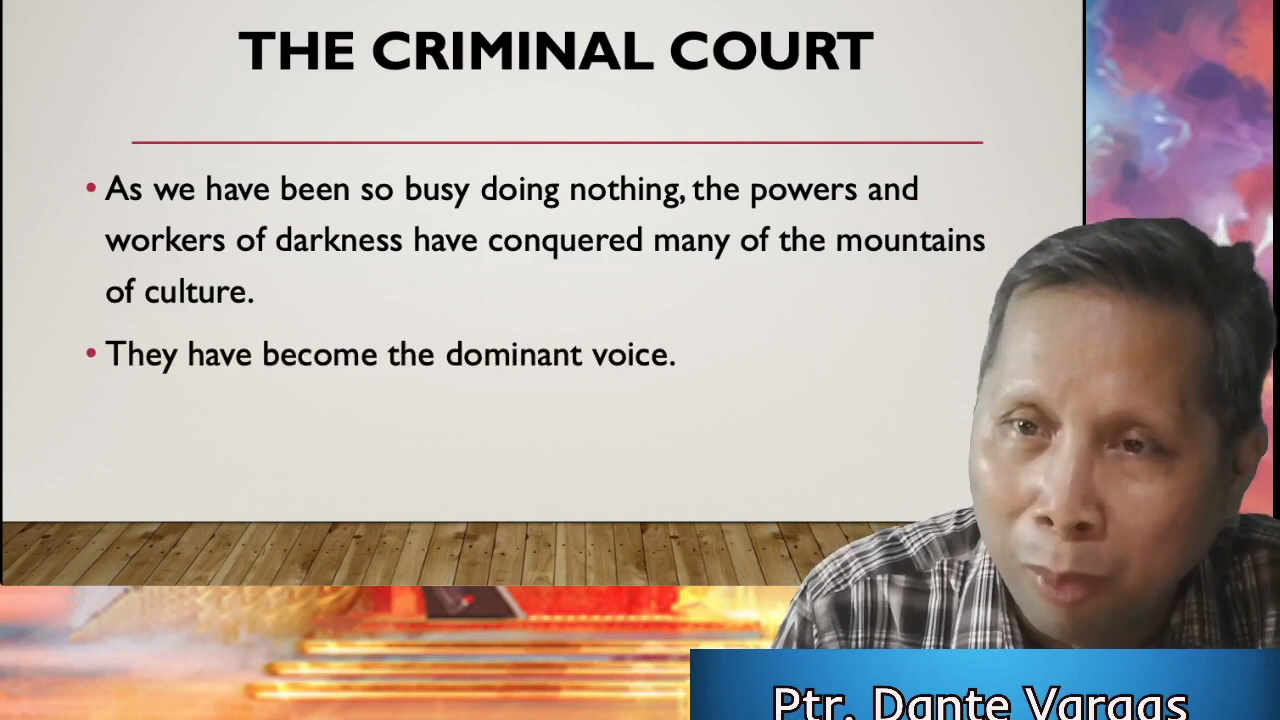 THE CRIMINAL COURT
• As we have been so busy doing nothing, the powers and
workers of darkness have conquered many of the mountains
of culture.
• They have become the dominant voice.
Ptr. Dante Vargas